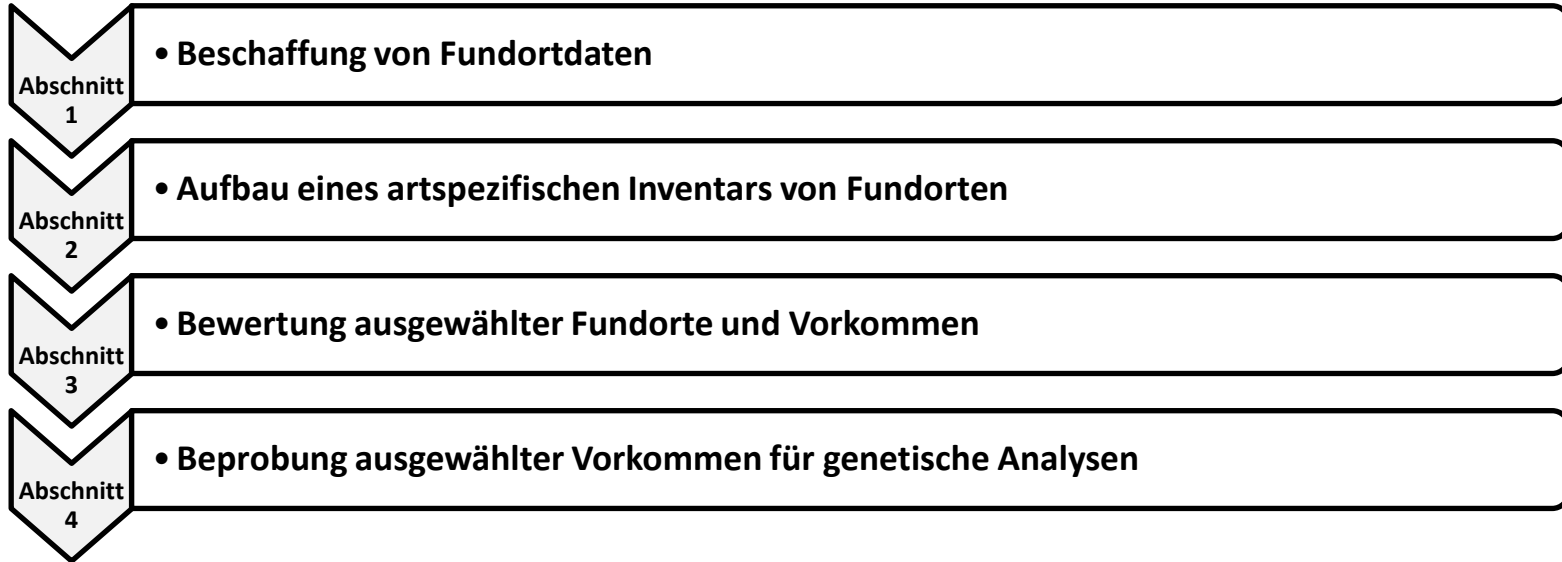 Abschnitt
1
• Beschaffung von Fundortdaten
Abschnitt
2
• Aufbau eines artspezifischen Inventars von Fundorten
Abschnitt
3
• Bewertung ausgewählter Fundorte und Vorkommen
Abschnitt
4
• Beprobung ausgewählter Vorkommen für genetische Analysen